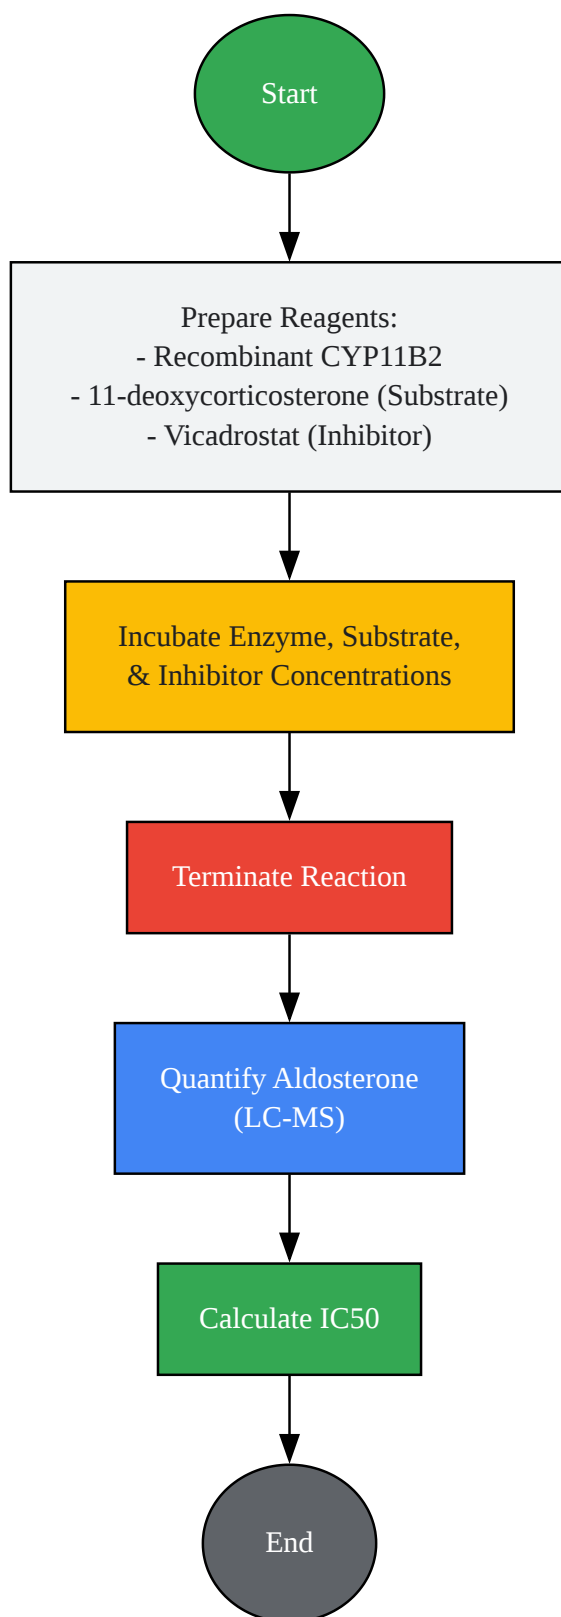 Start
Prepare Reagents:
- Recombinant CYP11B2
- 11-deoxycorticosterone (Substrate)
- Vicadrostat (Inhibitor)
Incubate Enzyme, Substrate,
& Inhibitor Concentrations
Terminate Reaction
Quantify Aldosterone
(LC-MS)
Calculate IC50
End